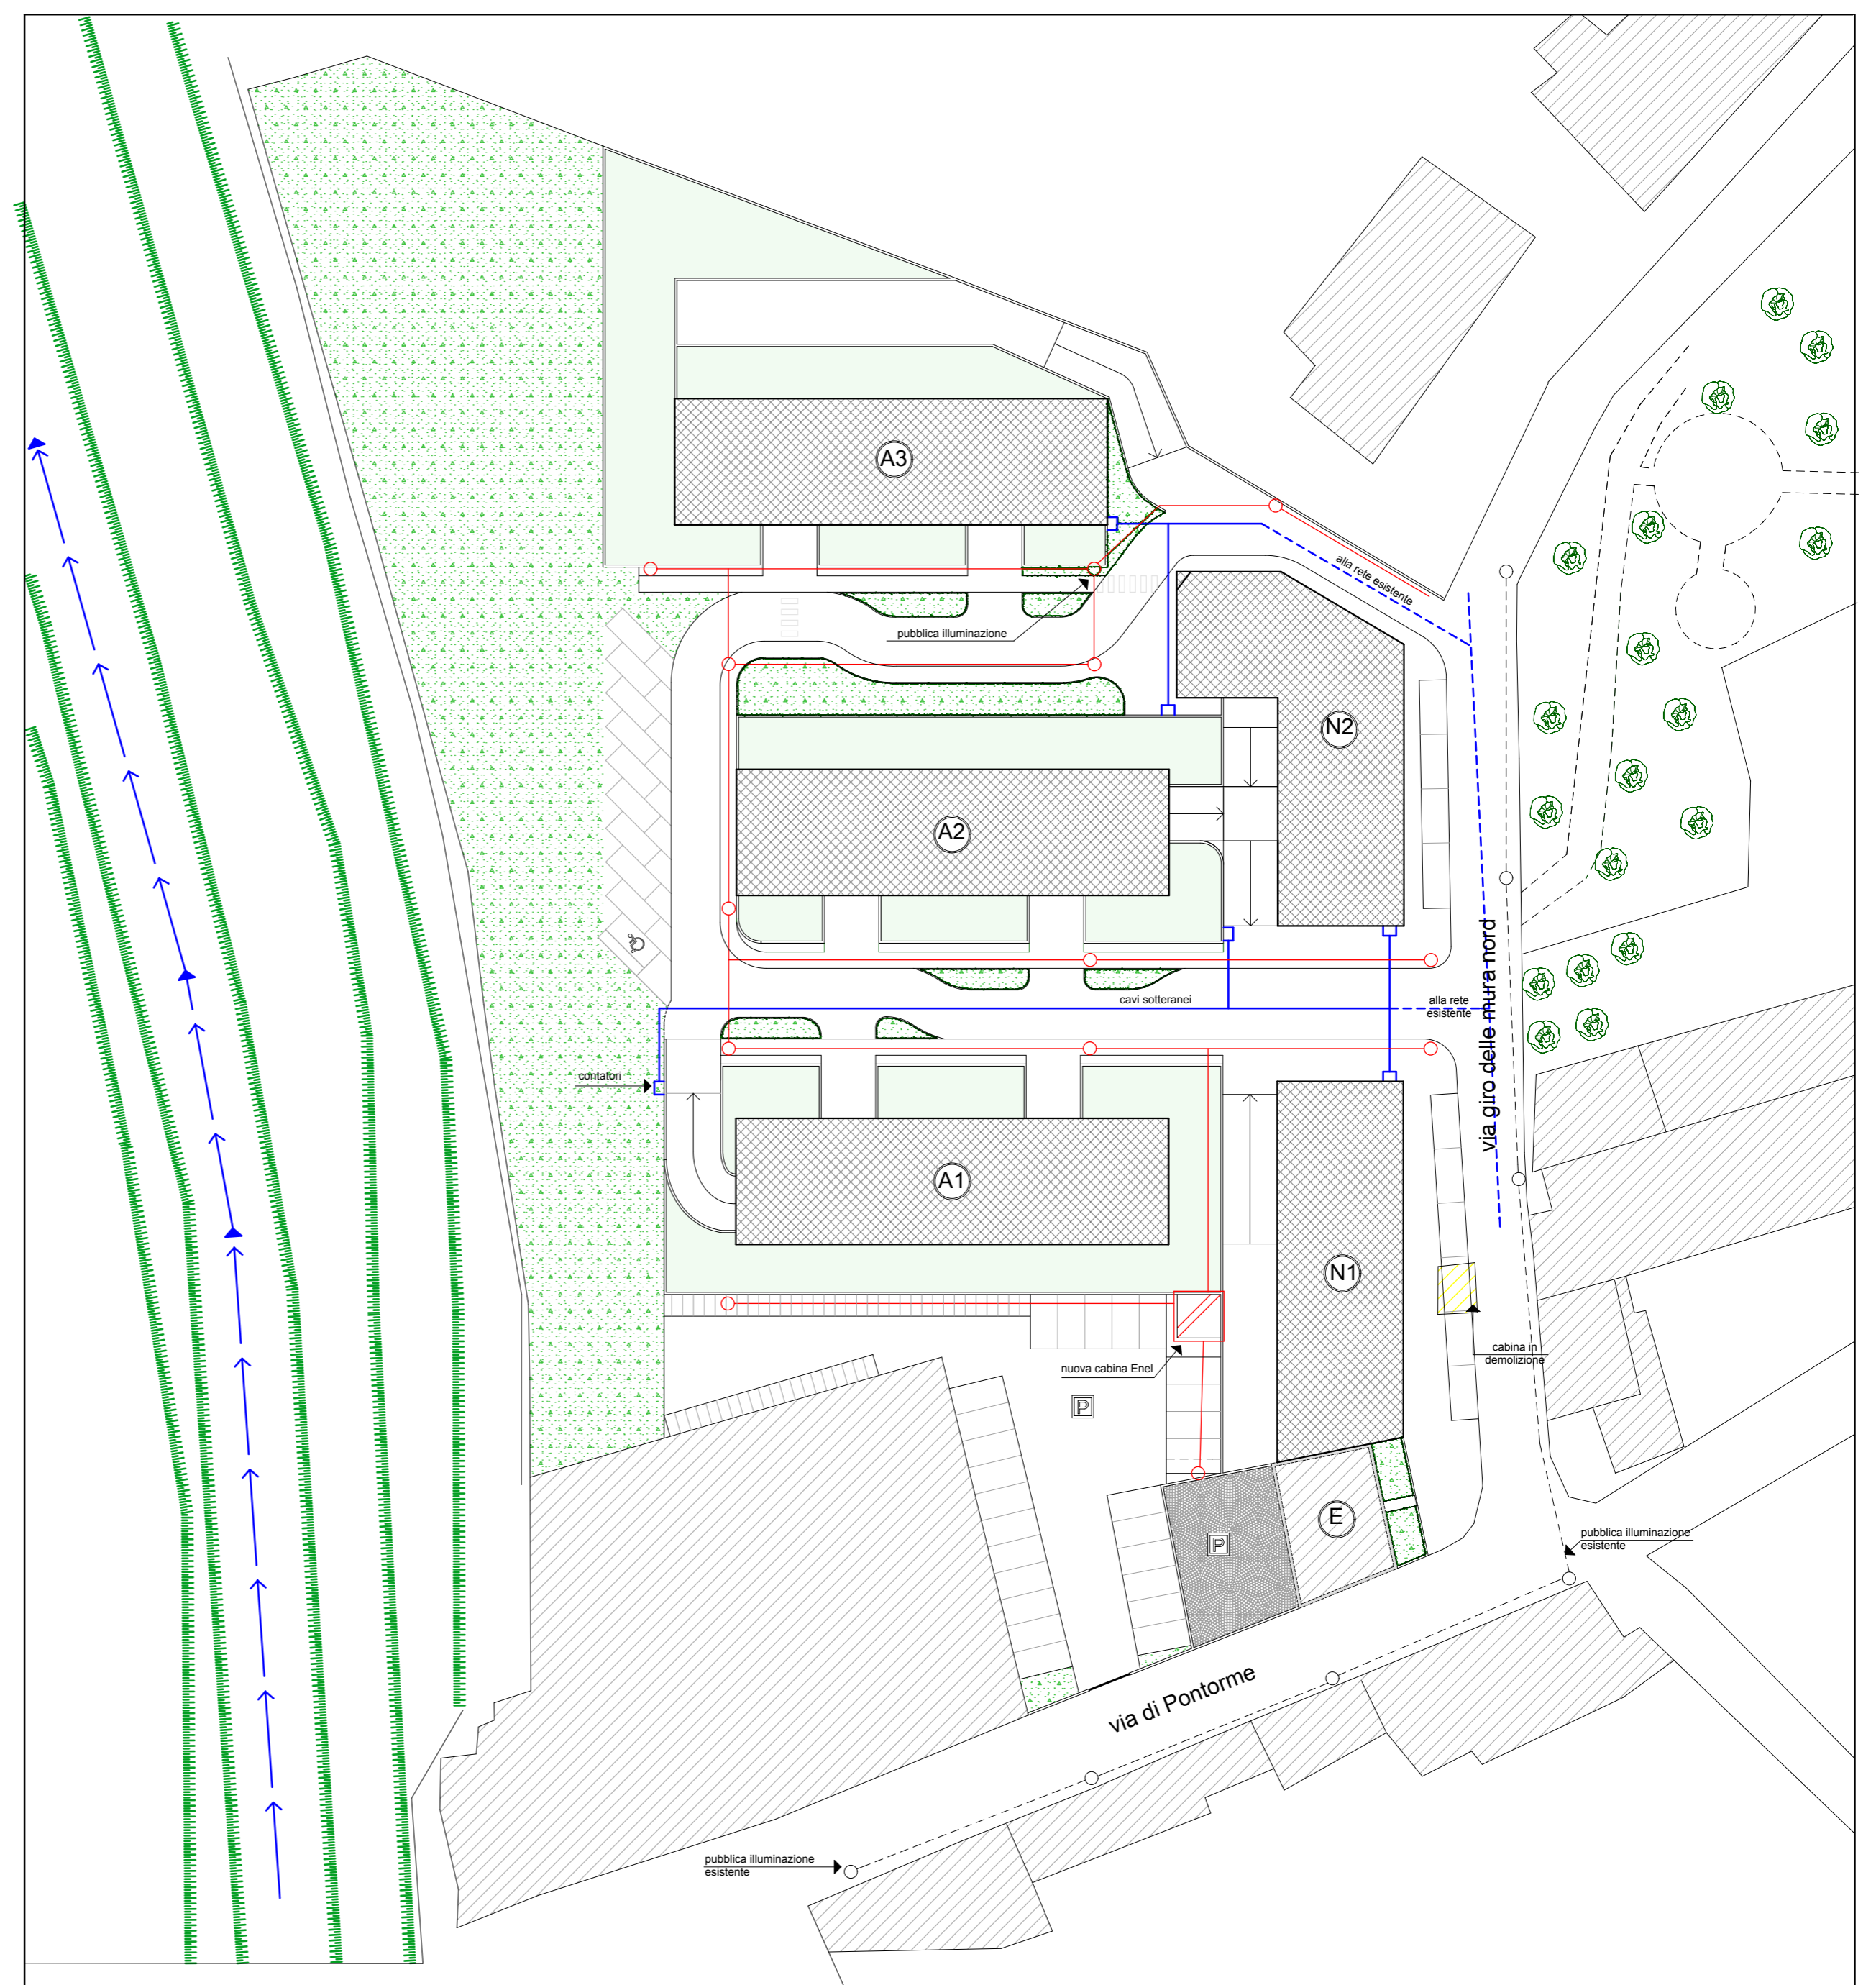 A3
alla rete esistente
pubblica illuminazione
N2
A2
via giro delle mura nord
cavi sotteranei
alla rete
esistente
contatori
A1
N1
cabina in
demolizione
nuova cabina Enel
P
E
P
pubblica illuminazione
esistente
via di Pontorme
pubblica illuminazione
esistente